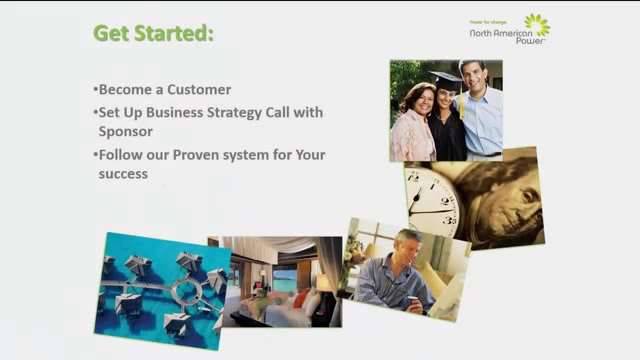 Get Started:
Power for change.
North American
Power
•Become a Customer
•Set Up Business Strategy Call with
Sponsor
•Follow our Proven system for Your
success